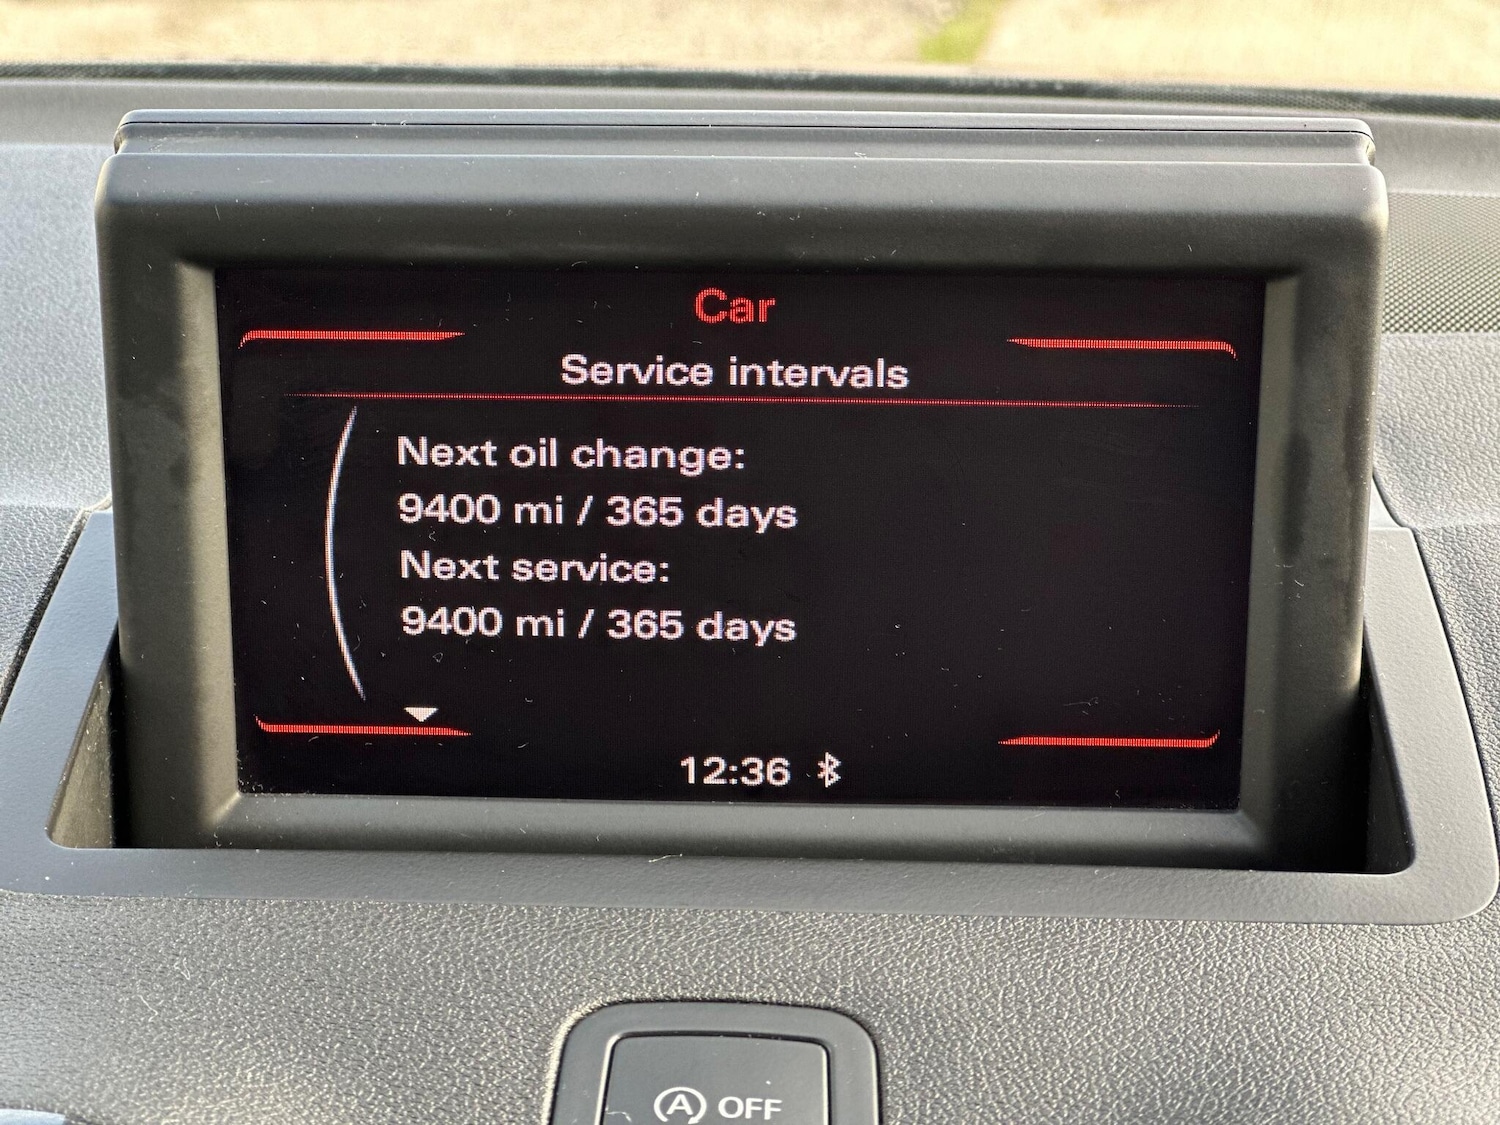 Car
Service intervals
Next oil change:
9400 mi / 365 days
Next service:
9400 mi / 365 days
12:36
A OFF